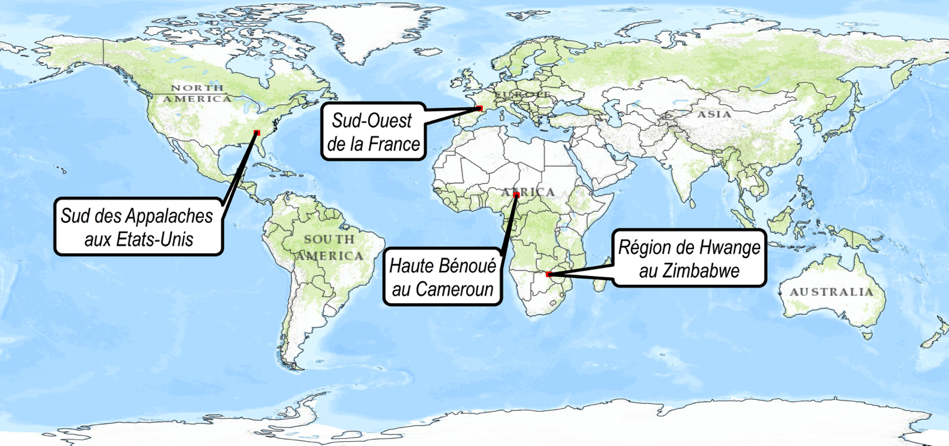 NORTH
AMERICA
EUROPE
ASIA
Sud-Ouest
de la France
AFRICA
Sud des Appalaches
aux Etats-Unis
SOUTH
AMERICA
Haute Bénoué
au Cameroun
Région de Hwange
au Zimbabwe
AUSTRALIA